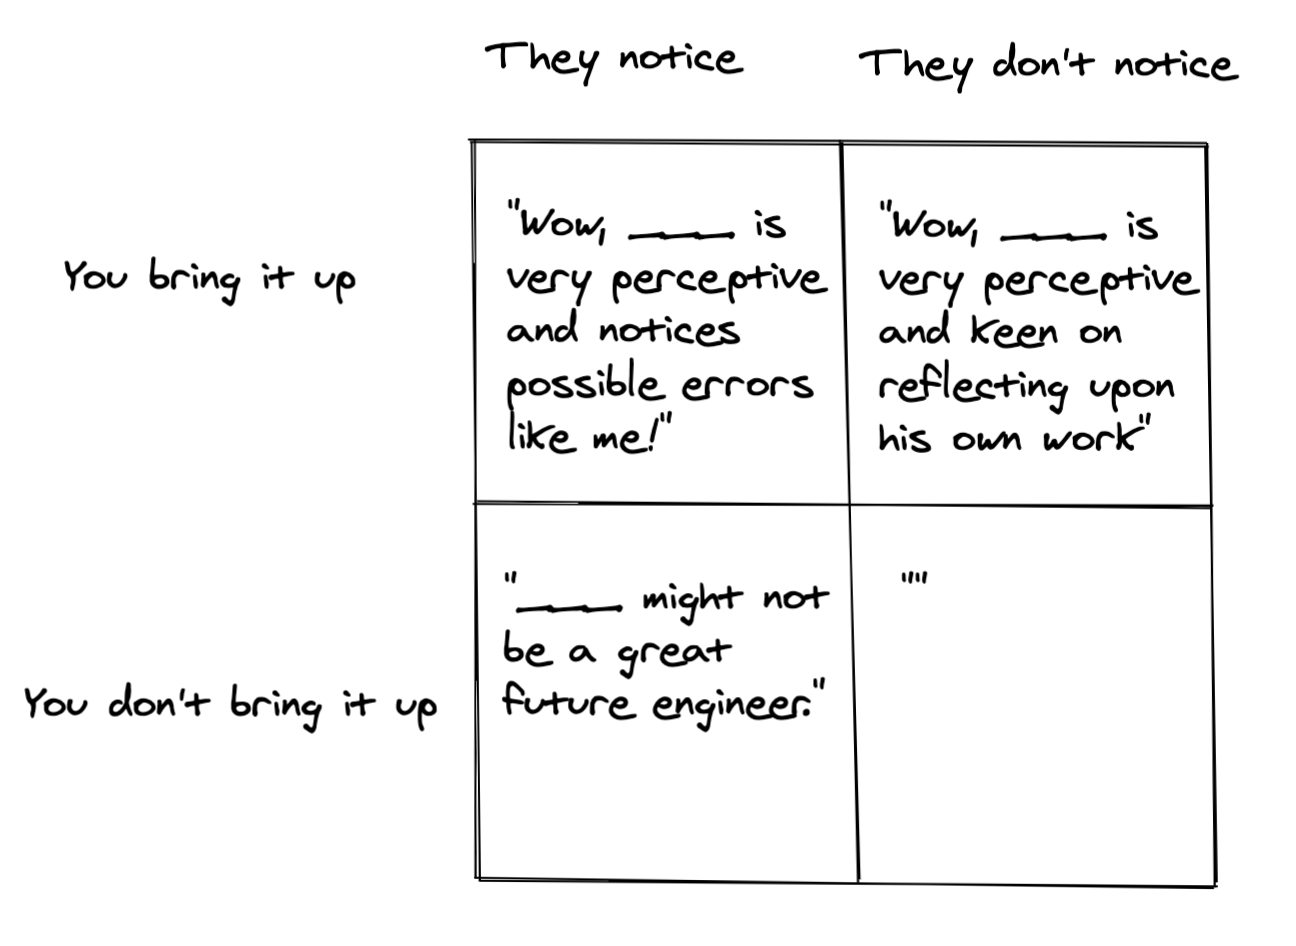 They notice
They don't notice
You bring it up
"Wow, ____ is
very perceptive
and notices
possible errors
like me!"
"Wow, ____ is
very perceptive
and keen on
reflecting upon
his own work"
You don't bring it up
"____ might not
be a great
future engineer."
""